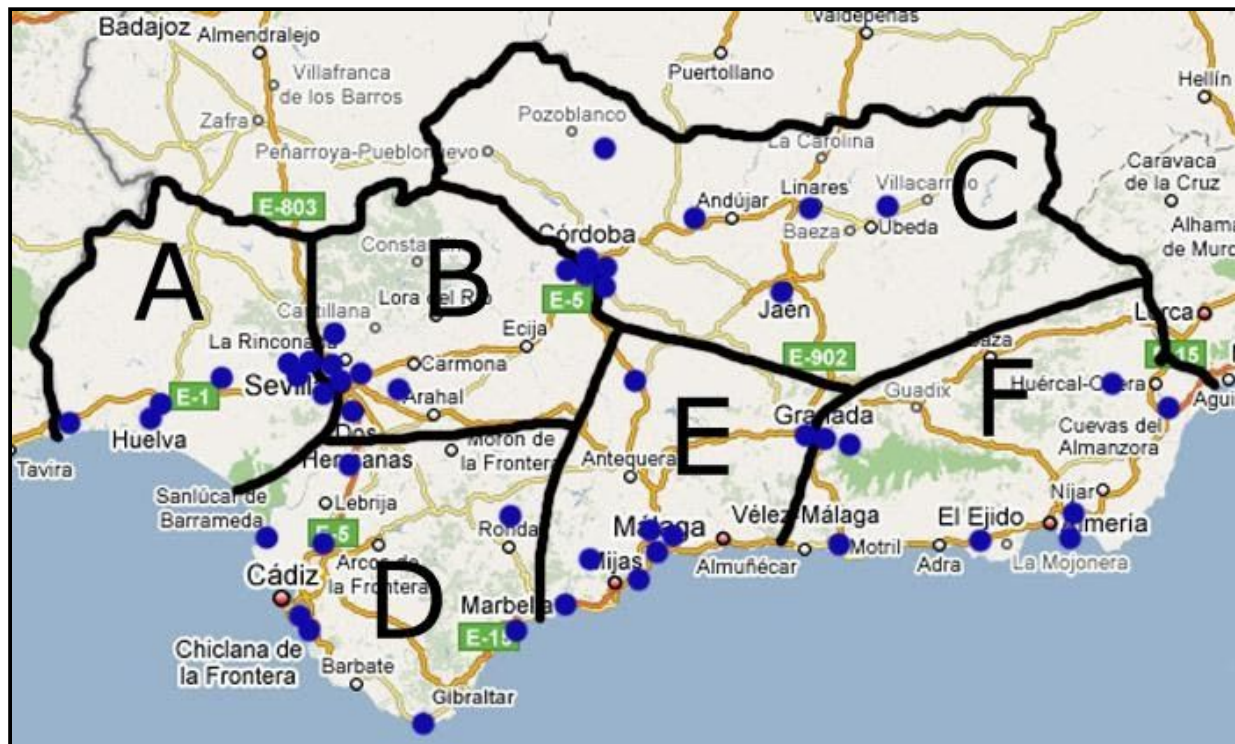 Badajoz
Almendralejo
Valdepeñas
Puertollano
Villafranca
de los Barros
Hellín
Zafra
Pozoblanco
Peñarroya-Pueblonuevo
La Carolina
Caravaca
de la Cruz
E-803
Linares
Villacarrillo
C
Andújar
Baeza
Úbeda
Alhama
de Murc
A
B
Córdoba
Constantina
Lora del Río
E-5
Jaén
Cantillana
Lorca
Ecija
La Rinconada
E-902
Baza
E-15
Carmona
Sevilla
F
Huércal-Overa
E-1
Arahal
Guadix
Agui
Huelva
Dos
Hermanas
E
Granada
Cuevas del
Almanzora
Tavira
Morón de
la Frontera
Antequera
Sanlúcar de
Barrameda
Lebrija
Níjar
E-5
Ronda
Málaga
Vélez-Málaga
El Ejido
Almería
Arcos de
la Frontera
Mijas
Almuñécar
Motril
Adra
La Mojonera
Cádiz
D
Marbella
E-15
Chiclana de
la Frontera
Barbate
Gibraltar